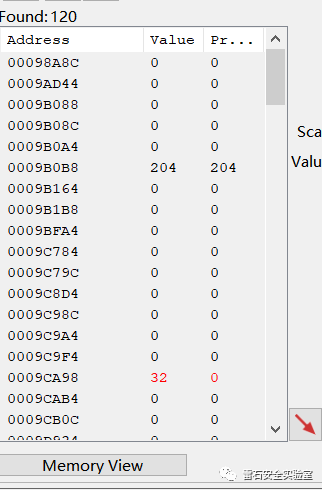 Found: 120
Address Value Pr...
00098A8C 0 0
0009AD44 0 0
0009B088 0 0
0009B08C 0 0
0009B0A4 0 0
0009B0B8 204 204
0009B164 0 0
0009B1B8 0 0
0009BFA4 0 0
0009C784 0 0
0009C79C 0 0
0009C8D4 0 0
0009C98C 0 0
0009C9A4 0 0
0009C9F4 0 0
0009CA98 32 0
0009CAB4 0 0
0009CB0C 0 0
0009D934 0 0
Sca
Valu
Memory View
雷石安全实验室